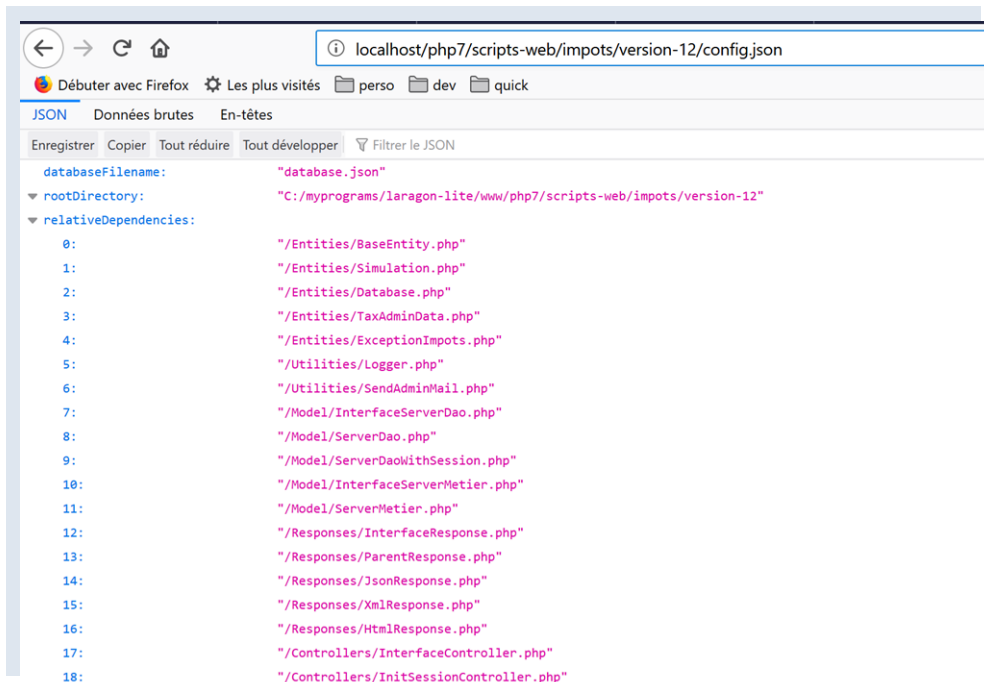 localhost/php7/scripts-web/impots/version-12/config.json
Débuter avec Firefox Les plus visités perso dev quick
JSON Données brutes En-têtes
Enregistrer Copier Tout réduire Tout développer Filtrer le JSON
databaseFilename: "database.json"
rootDirectory: "C:/myprograms/laragon-lite/www/php7/scripts-web/impots/version-12"
relativeDependencies:
0: "/Entities/BaseEntity.php"
1: "/Entities/Simulation.php"
2: "/Entities/Database.php"
3: "/Entities/TaxAdminData.php"
4: "/Entities/ExceptionImpots.php"
5: "/Utilities/Logger.php"
6: "/Utilities/SendAdminMail.php"
7: "/Model/InterfaceServerDao.php"
8: "/Model/ServerDao.php"
9: "/Model/ServerDaoWithSession.php"
10: "/Model/InterfaceServerMetier.php"
11: "/Model/ServerMetier.php"
12: "/Responses/InterfaceResponse.php"
13: "/Responses/ParentResponse.php"
14: "/Responses/JsonResponse.php"
15: "/Responses/XmlResponse.php"
16: "/Responses/HtmlResponse.php"
17: "/Controllers/InterfaceController.php"
18: "/Controllers/InitSessionController.php"